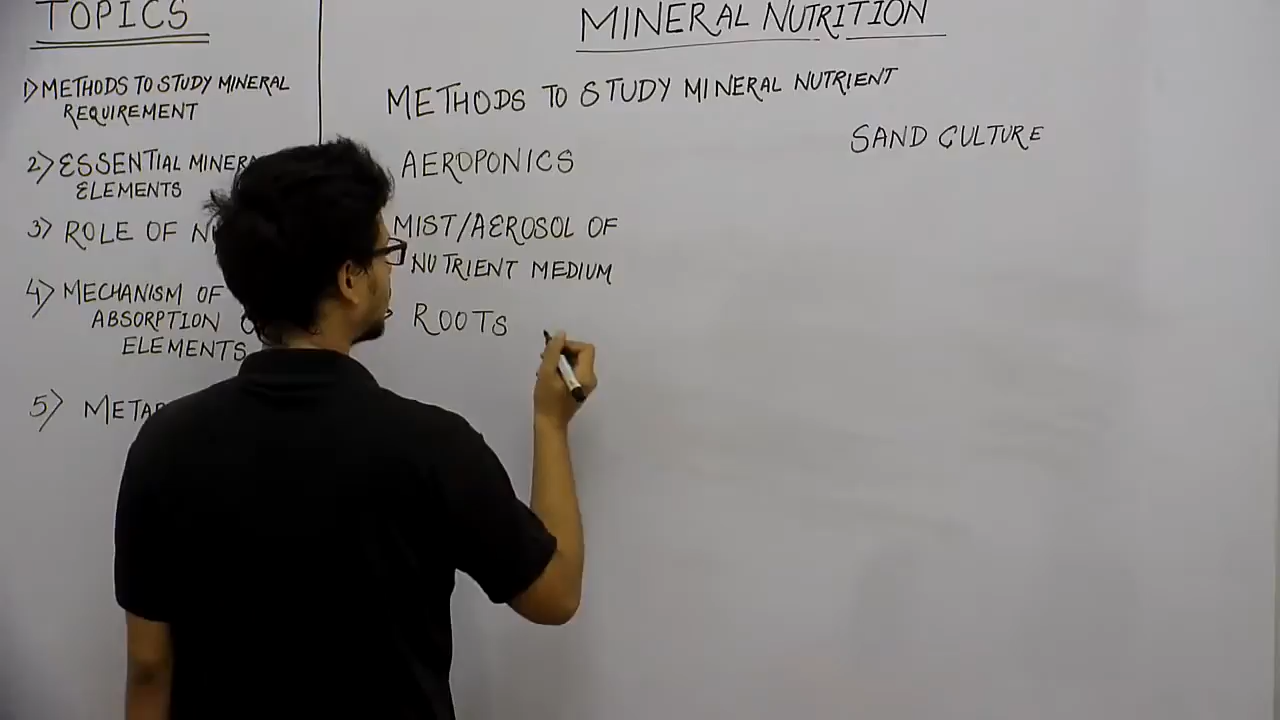 TOPICS
1) METHODS TO STUDY MINERAL
REQUIREMENT
2) ESSENTIAL MINERA
ELEMENTS
3) ROLE OF
4) MECHANISM OF
ABSORPTION
ELEMENTS
5)
MINERAL NUTRITION
METHODS TO STUDY MINERAL NUTRIENT
AEROPONICS
MIST/AEROSOL OF
NUTRIENT MEDIUM
ROOTS
SAND CULTURE